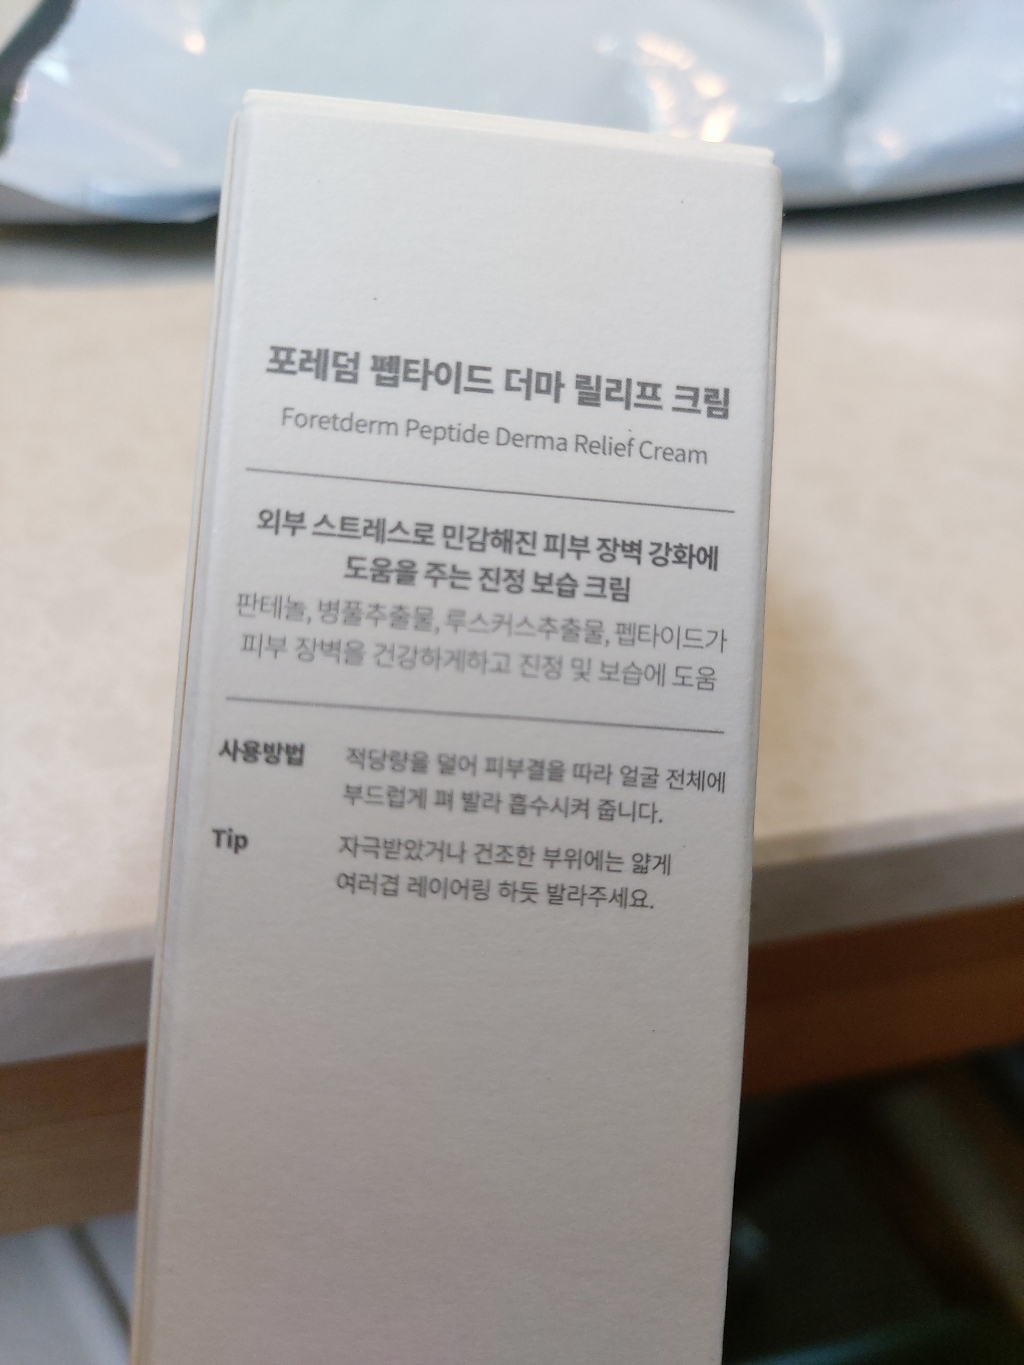 포레덤 펩타이드 더마 릴리프 크림
Foretderm Peptide Derma Relief Cream
외부 스트레스로 민감해진 피부 장벽 강화에
도움을 주는 진정 보습 크림
판테놀, 병풀추출물, 루스커스추출물, 펩타이드가
피부 장벽을 건강하게하고 진정 및 보습에 도움
사용방법 적당량을 덜어 피부결을 따라 얼굴 전체에
부드럽게 펴 발라 흡수시켜 줍니다.
Tip 자극받았거나 건조한 부위에는 얇게
여러겹 레이어링 하듯 발라주세요.